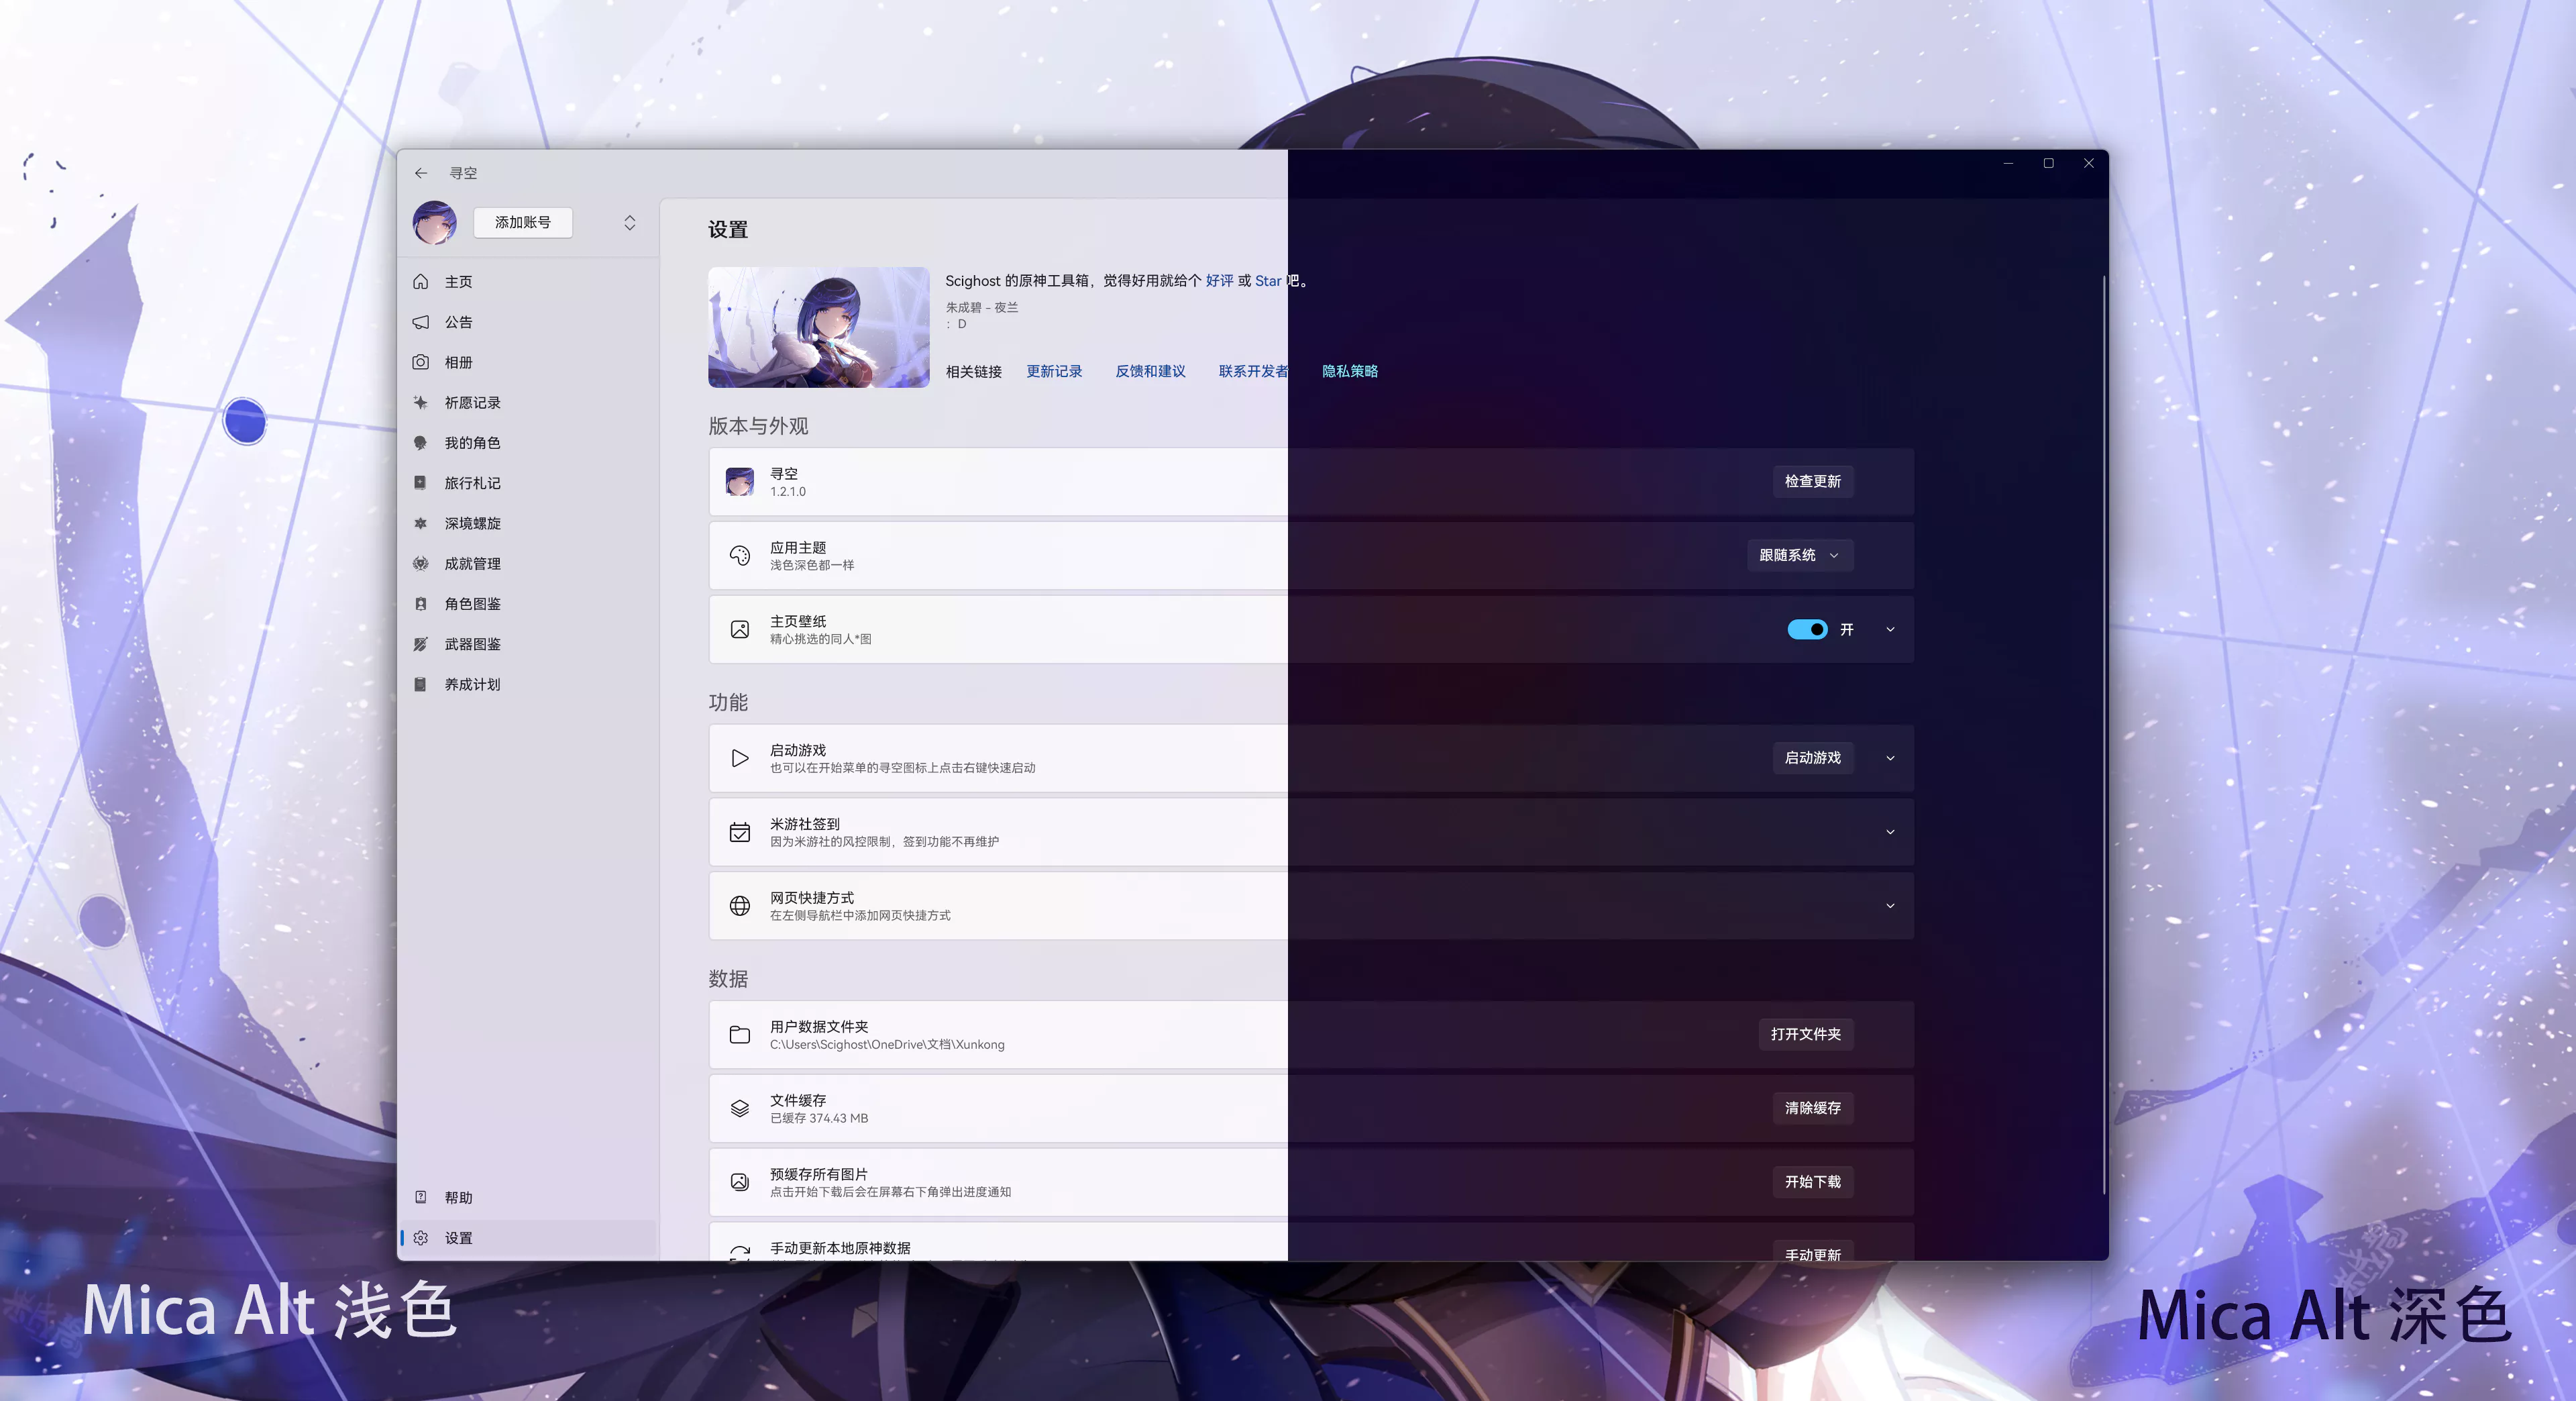 寻空
添加账号
主页
公告
相册
祈愿记录
我的角色
旅行札记
深境螺旋
成就管理
角色图鉴
武器图鉴
养成计划
帮助
设置
设置
Scighost 的原神工具箱，觉得好用就给个 好评 或 Star 吧。
朱成碧 - 夜兰
：D
相关链接 更新记录 反馈和建议 联系开发者 隐私策略
版本与外观
寻空
1.2.1.0
检查更新
应用主题
浅色深色都一样
跟随系统
主页壁纸
精心挑选的同人*图
开
功能
启动游戏
也可以在开始菜单的寻空图标上点击右键快速启动
启动游戏
米游社签到
因为米游社的风控限制，签到功能不再维护
网页快捷方式
在左侧导航栏中添加网页快捷方式
数据
用户数据文件夹
C:\Users\Scighost\OneDrive\文档\Xunkong
打开文件夹
文件缓存
已缓存 374.43 MB
清除缓存
预缓存所有图片
点击开始下载后会在屏幕右下角弹出进度通知
开始下载
手动更新本地原神数据
手动更新
Mica Alt 浅色
Mica Alt 深色